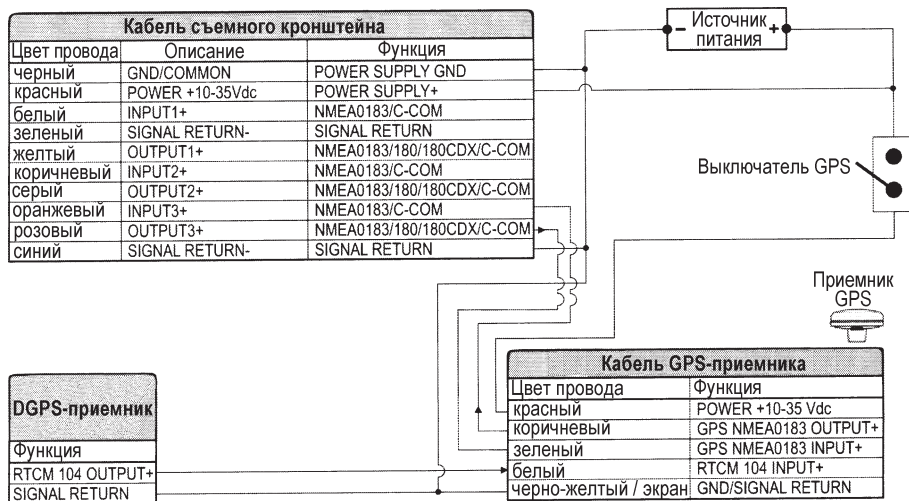 Кабель съемного кронштейна
Цвет провода Описание Функция
черный GND/COMMON POWER SUPPLY GND
красный POWER +10-35Vdc POWER SUPPLY+
белый INPUT1+ NMEA0183/C-COM
зеленый SIGNAL RETURN- SIGNAL RETURN
желтый OUTPUT1+ NMEA0183/180/180CDX/C-COM
коричневый INPUT2+ NMEA0183/C-COM
серый OUTPUT2+ NMEA0183/180/180CDX/C-COM
оранжевый INPUT3+ NMEA0183/C-COM
розовый OUTPUT3+ NMEA0183/180/180CDX/C-COM
синий SIGNAL RETURN- SIGNAL RETURN
- Источник питания +
Выключатель GPS
Приемник
GPS
DGPS-приемник
Функция
RTCM 104 OUTPUT+
SIGNAL RETURN
Кабель GPS-приемника
Цвет провода Функция
красный POWER +10-35 Vdc
коричневый GPS NMEA0183 OUTPUT+
зеленый GPS NMEA0183 INPUT+
белый RTCM 104 INPUT+
черно-желтый / экран GND/SIGNAL RETURN